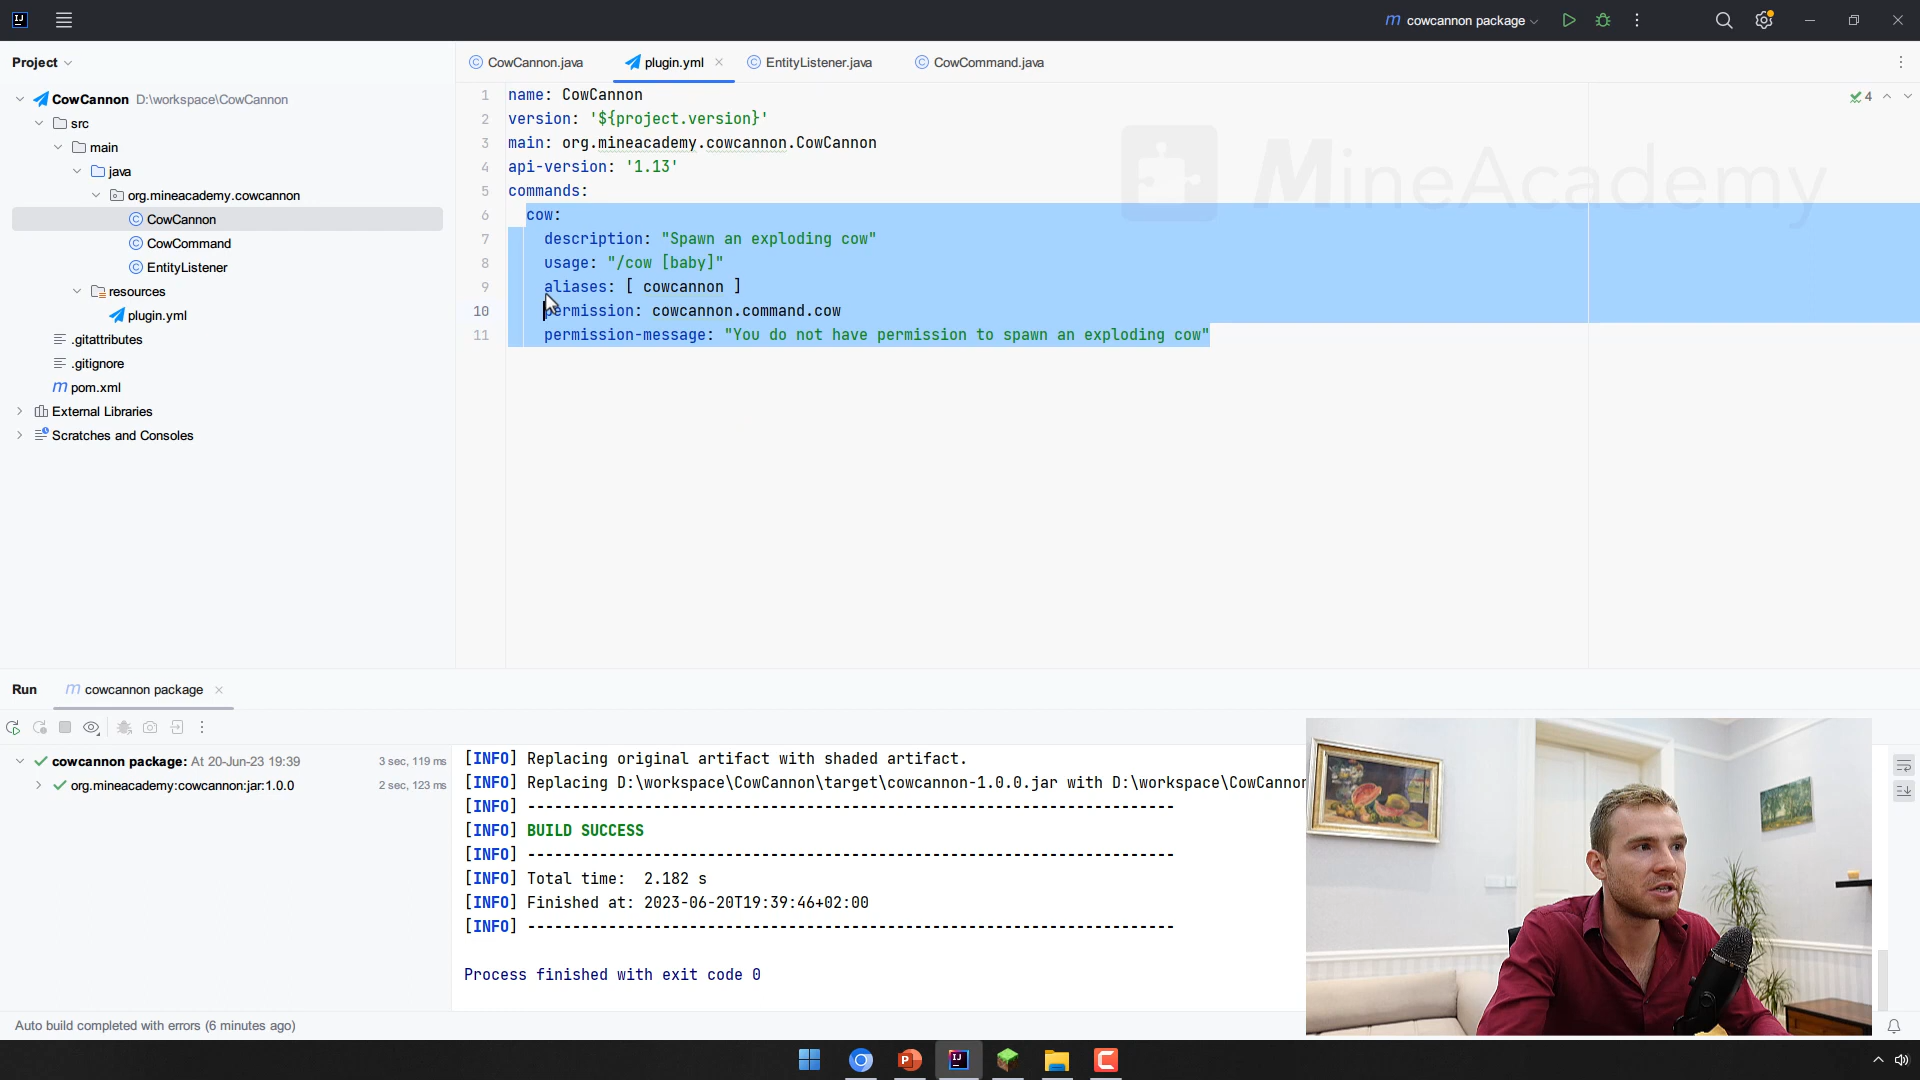 cowcannon package
Project
CowCannon.java
plugin.yml
EntityListener.java
CowCommand.java
CowCannon D:\workspace\CowCannon
src
main
java
org.mineacademy.cowcannon
CowCannon
CowCommand
EntityListener
resources
plugin.yml
.gitattributes
.gitignore
pom.xml
External Libraries
Scratches and Consoles
1 name: CowCannon
2 version: '${project.version}'
3 main: org.mineacademy.cowcannon.CowCannon
4 api-version: '1.13'
5 commands:
6 cow:
7 description: "Spawn an exploding cow"
8 usage: "/cow [baby]"
9 aliases: [ cowcannon ]
10 permission: cowcannon.command.cow
11 permission-message: "You do not have permission to spawn an exploding cow"
4
MineAcademy
Run
cowcannon package
cowcannon package: At 20-Jun-23 19:39 3 sec, 119 ms
org.mineacademy:cowcannon:jar:1.0.0 2 sec, 123 ms
[INFO] Replacing original artifact with shaded artifact.
[INFO] Replacing D:\workspace\CowCannon\target\cowcannon-1.0.0.jar with D:\workspace\CowCannon
[INFO] ------------------------------------------------------------------------
[INFO] BUILD SUCCESS
[INFO] ------------------------------------------------------------------------
[INFO] Total time:  2.182 s
[INFO] Finished at: 2023-06-20T19:39:46+02:00
[INFO] ------------------------------------------------------------------------
Process finished with exit code 0
Auto build completed with errors (6 minutes ago)